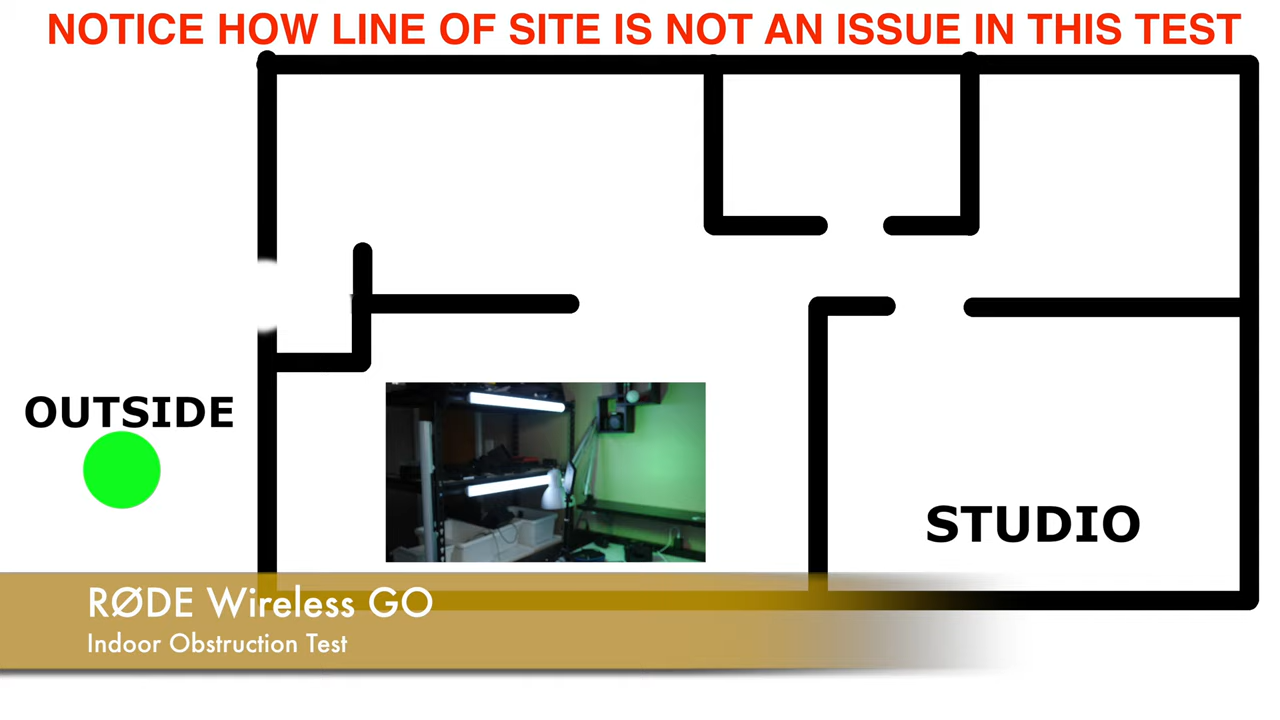 NOTICE HOW LINE OF SITE IS NOT AN ISSUE IN THIS TEST
OUTSIDE
STUDIO
RØDE Wireless GO
Indoor Obstruction Test